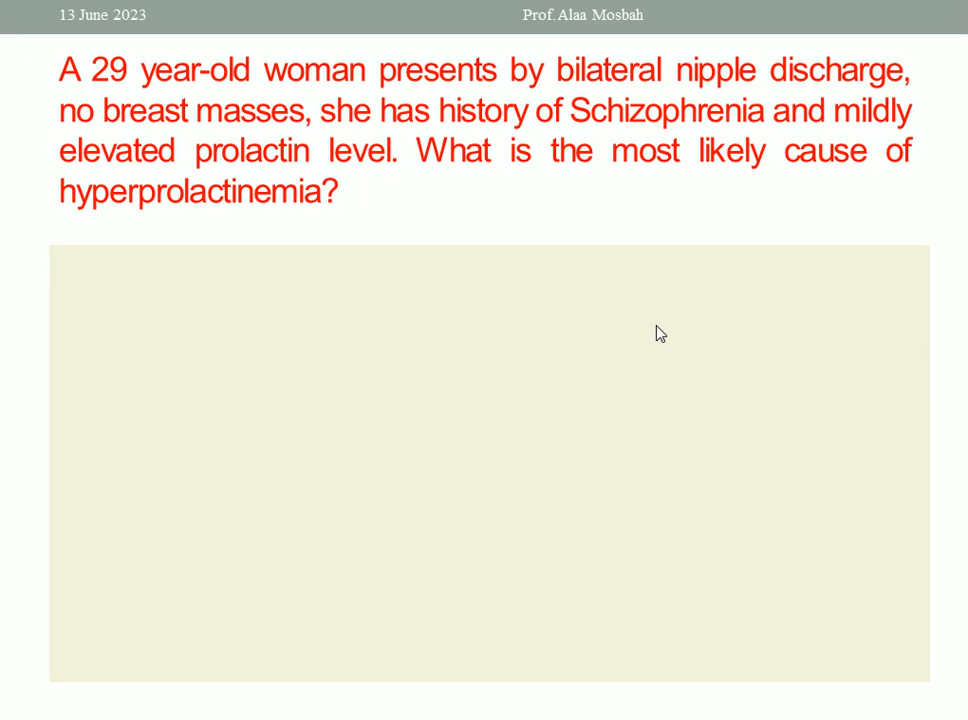 13 June 2023
Prof. Alaa Mosbah
A 29 year-old woman presents by bilateral nipple discharge,
no breast masses, she has history of Schizophrenia and mildly
elevated prolactin level. What is the most likely cause of
hyperprolactinemia?